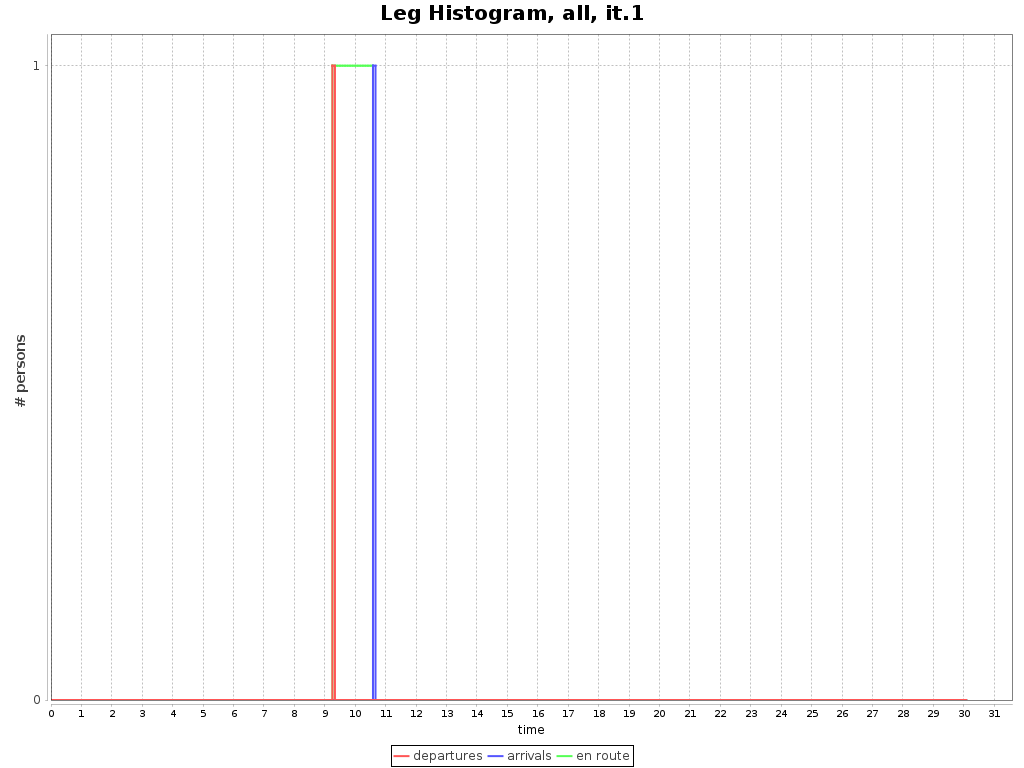 Leg Histogram, all, it.1
1
# persons
0
0 1 2 3 4 5 6 7 8 9 10 11 12 13 14 15 16 17 18 19 20 21 22 23 24 25 26 27 28 29 30 31
time
departures arrivals en route